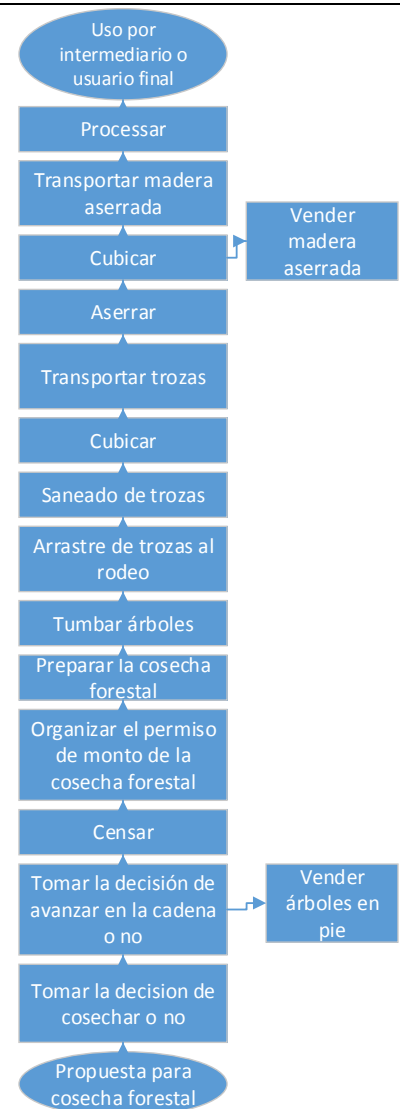 Uso por
intermediario o
usuario final
Processar
Transportar madera
aserrada
Vender
madera
aserrada
Cubicar
Aserrar
Transportar trozas
Cubicar
Saneado de trozas
Arrastre de trozas al
rodeo
Tumbar árboles
Preparar la cosecha
forestal
Organizar el permiso
de monto de la
cosecha forestal
Censar
Tomar la decisión de
avanzar en la cadena
o no
Vender
árboles en
pie
Tomar la decision de
cosechar o no
Propuesta para
cosecha forestal